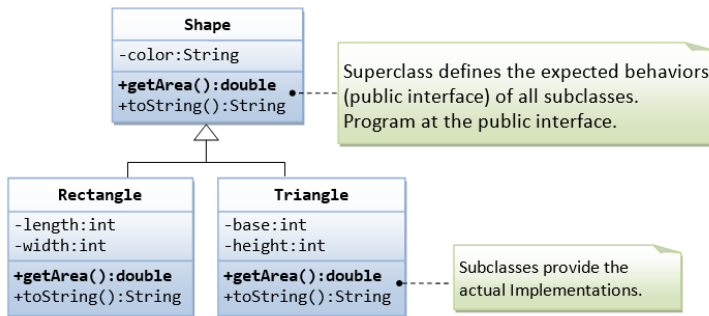 Shape
-color:String
+getArea():double
+toString():String
Superclass defines the expected behaviors
(public interface) of all subclasses.
Program at the public interface.
Rectangle
-length:int
-width:int
+getArea():double
+toString():String
Triangle
-base:int
-height:int
+getArea():double
+toString():String
Subclasses provide the
actual Implementations.